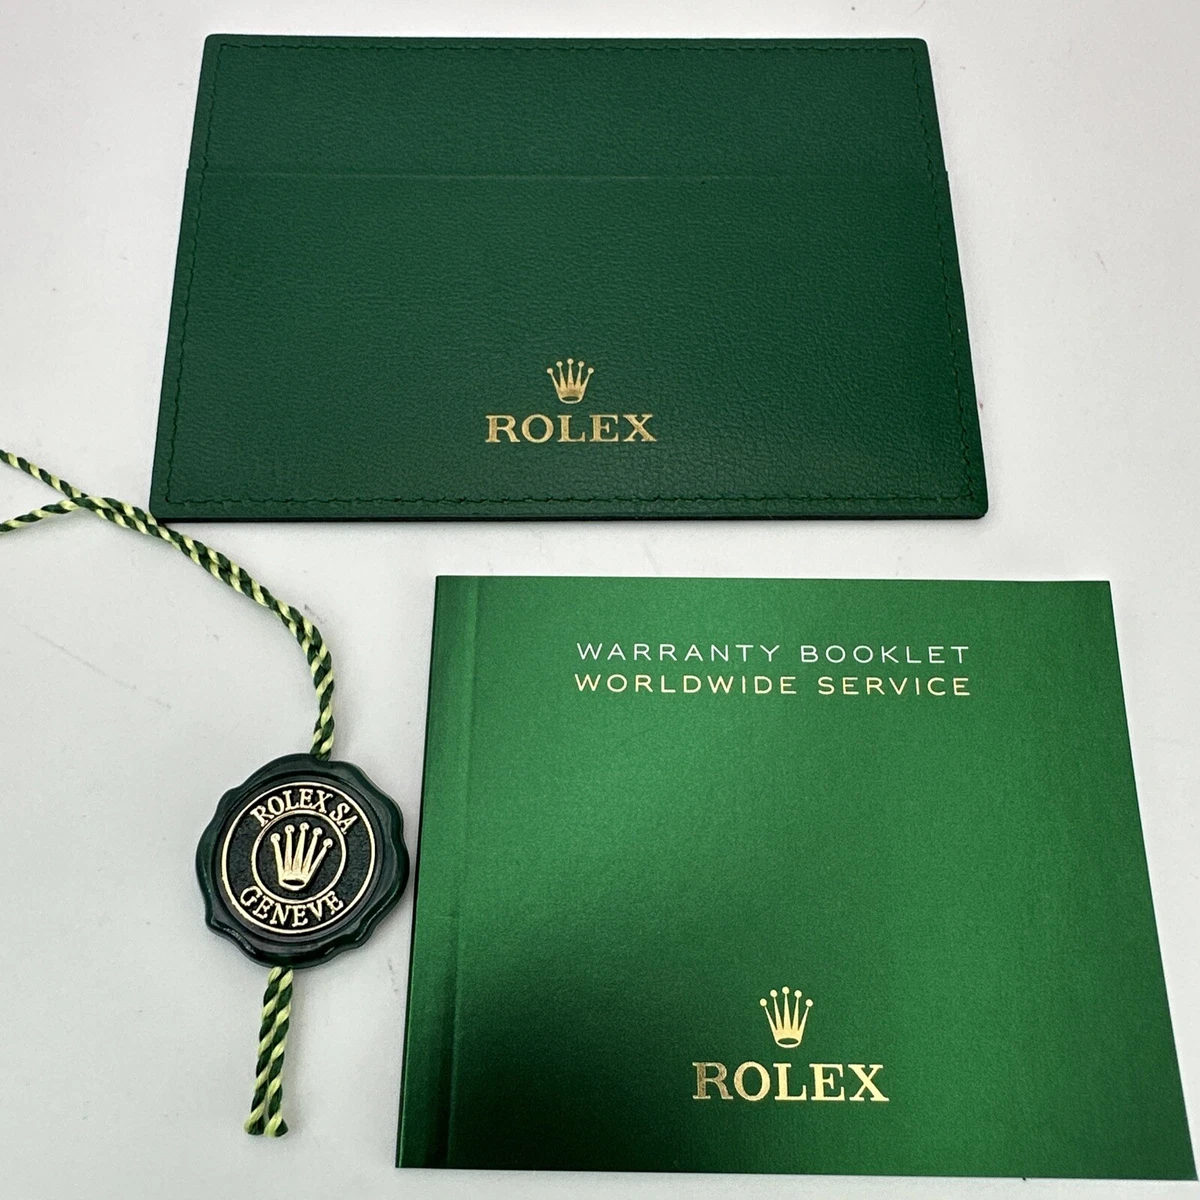 ROLEX
WARRANTY BOOKLET
WORLDWIDE SERVICE
ROLEX SA
GENEVE
ROLEX